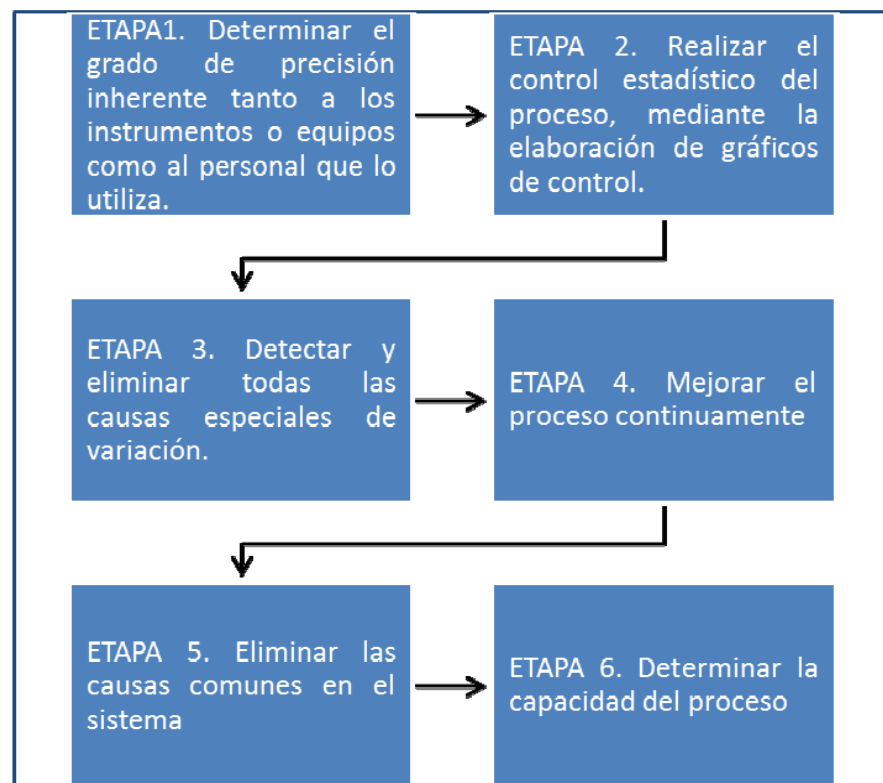 ETAPA1. Determinar el
grado de precisión
inherente tanto a los
instrumentos o equipos
como al personal que lo
utiliza.
ETAPA 2. Realizar el
control estadístico del
proceso, mediante la
elaboración de gráficos
de control.
ETAPA 3. Detectar y
eliminar todas las
causas especiales de
variación.
ETAPA 4. Mejorar el
proceso continuamente
ETAPA 5. Eliminar las
causas comunes en el
sistema
ETAPA 6. Determinar la
capacidad del proceso